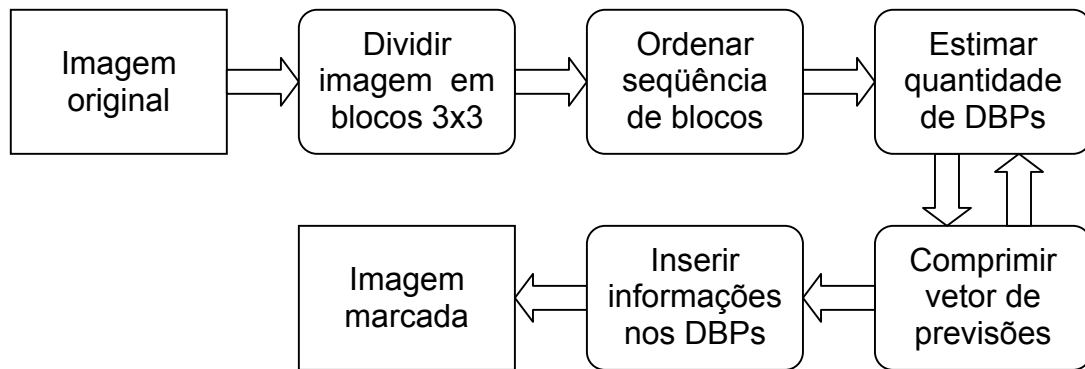 Imagem
original
Dividir
imagem em
blocos 3x3
Ordenar
seqüência
de blocos
Estimar
quantidade
de DBPs
Imagem
marcada
Inserir
informações
nos DBPs
Comprimir
vetor de
previsões